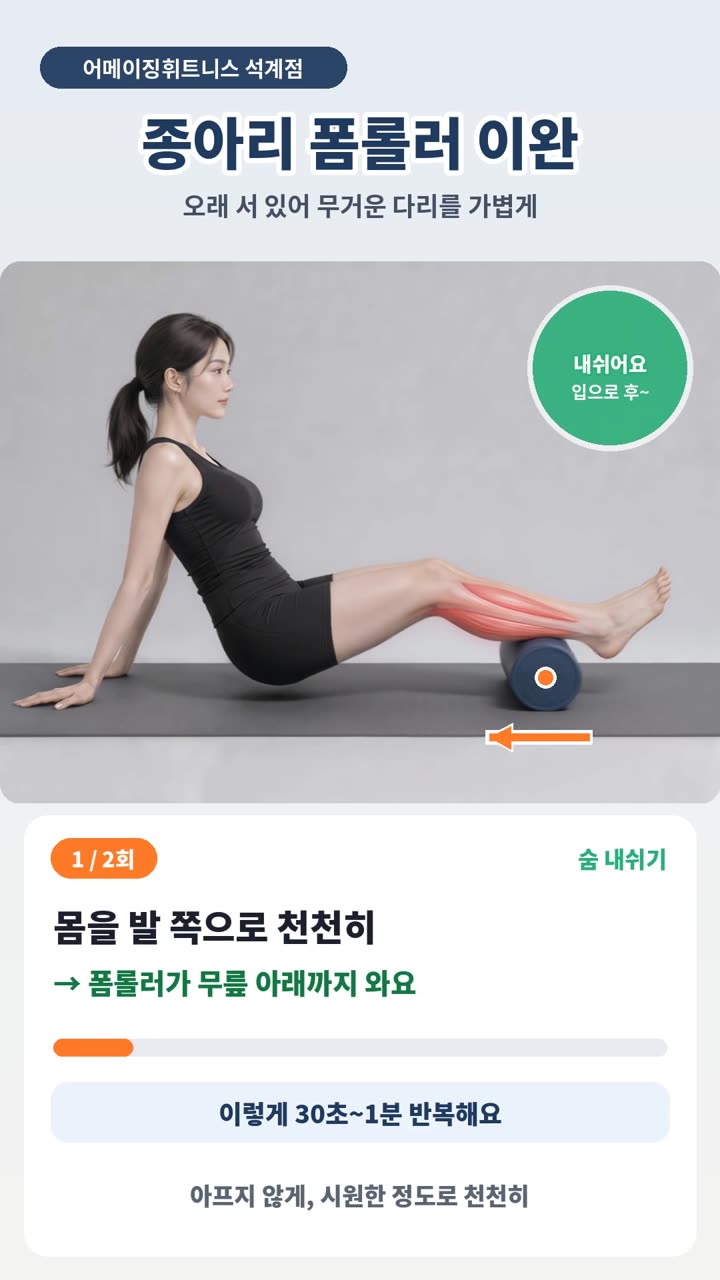 어메이징휘트니스 석계점
종아리 폼롤러 이완
오래 서 있어 무거운 다리를 가볍게
내쉬어요
입으로 후~
1 / 2회
숨 내쉬기
몸을 발 쪽으로 천천히
→ 폼롤러가 무릎 아래까지 와요
이렇게 30초~1분 반복해요
아프지 않게, 시원한 정도로 천천히